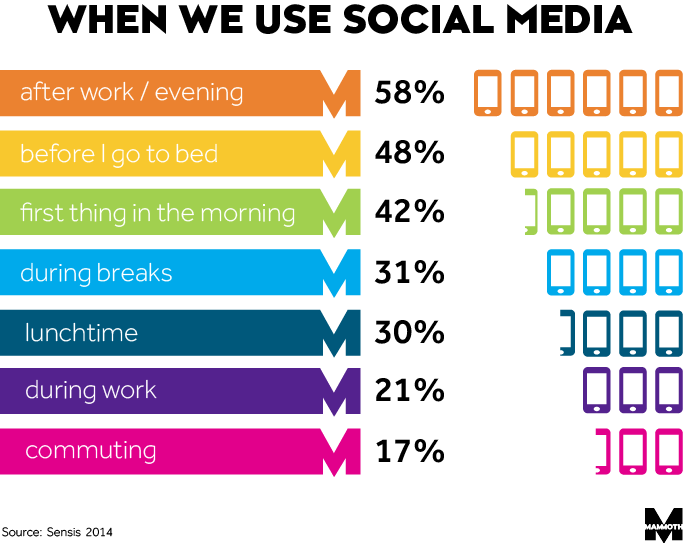 WHEN WE USE SOCIAL MEDIA
after work / evening 58%
before I go to bed 48%
first thing in the morning 42%
during breaks 31%
lunchtime 30%
during work 21%
commuting 17%
Source: Sensis 2014
MAMMOTH